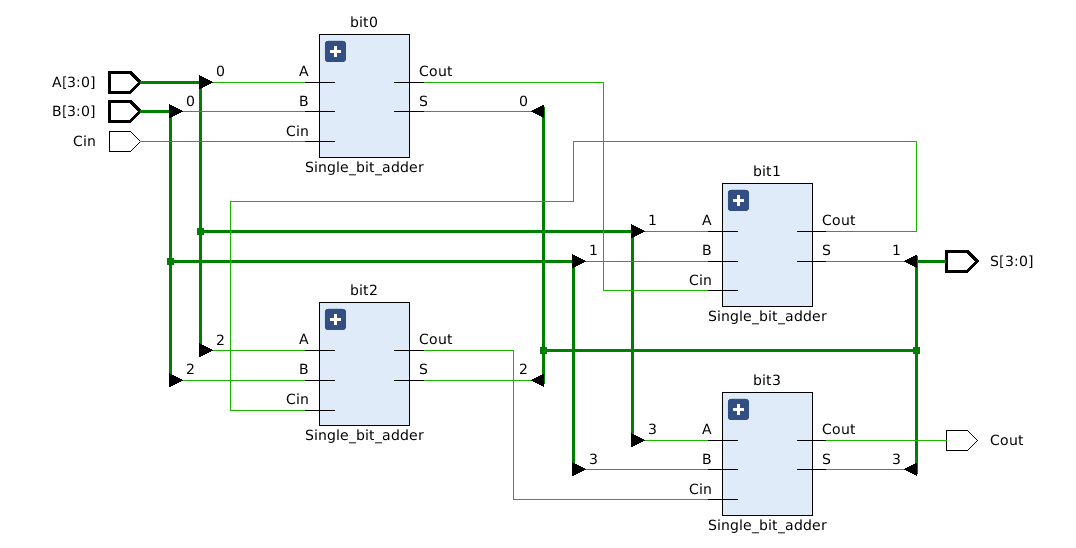 bit0
A[3:0]
0
A
Cout
B[3:0]
0
B
S
0
Cin
Cin
Single_bit_adder
bit1
1
A
Cout
1
B
S
1
S[3:0]
Cin
Single_bit_adder
bit2
2
A
Cout
2
B
S
2
Cin
Single_bit_adder
bit3
3
A
Cout
Cout
3
B
S
3
Cin
Single_bit_adder